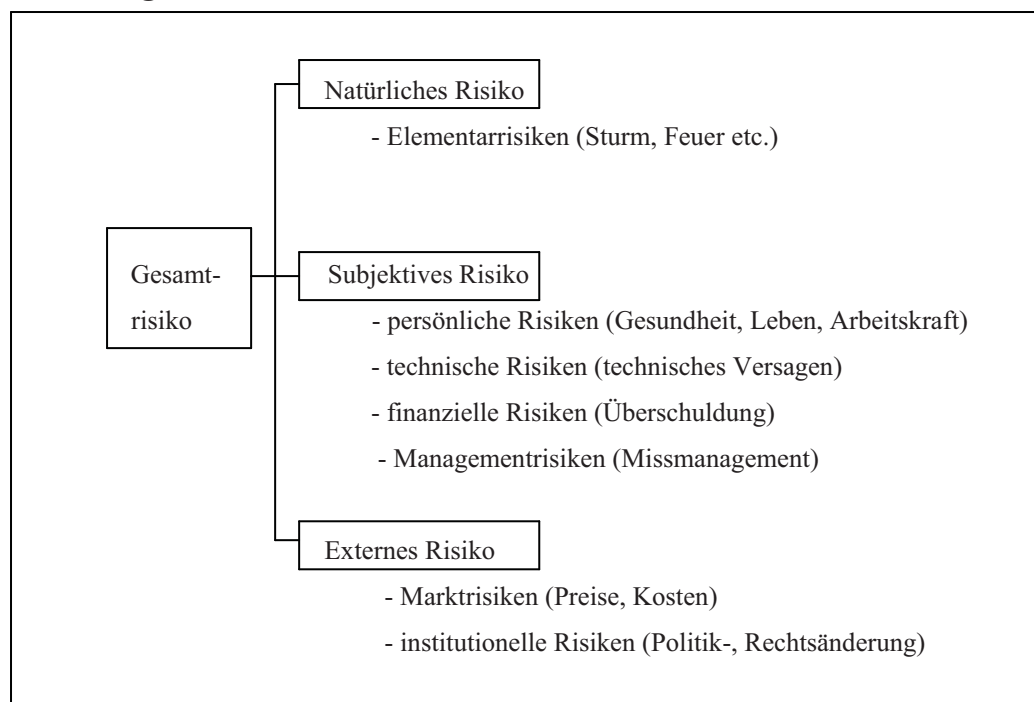 Natürliches Risiko
- Elementarrisiken (Sturm, Feuer etc.)
Gesamt-
risiko
Subjektives Risiko
- persönliche Risiken (Gesundheit, Leben, Arbeitskraft)
- technische Risiken (technisches Versagen)
- finanzielle Risiken (Überschuldung)
- Managementrisiken (Missmanagement)
Externes Risiko
- Marktrisiken (Preise, Kosten)
- institutionelle Risiken (Politik-, Rechtsänderung)